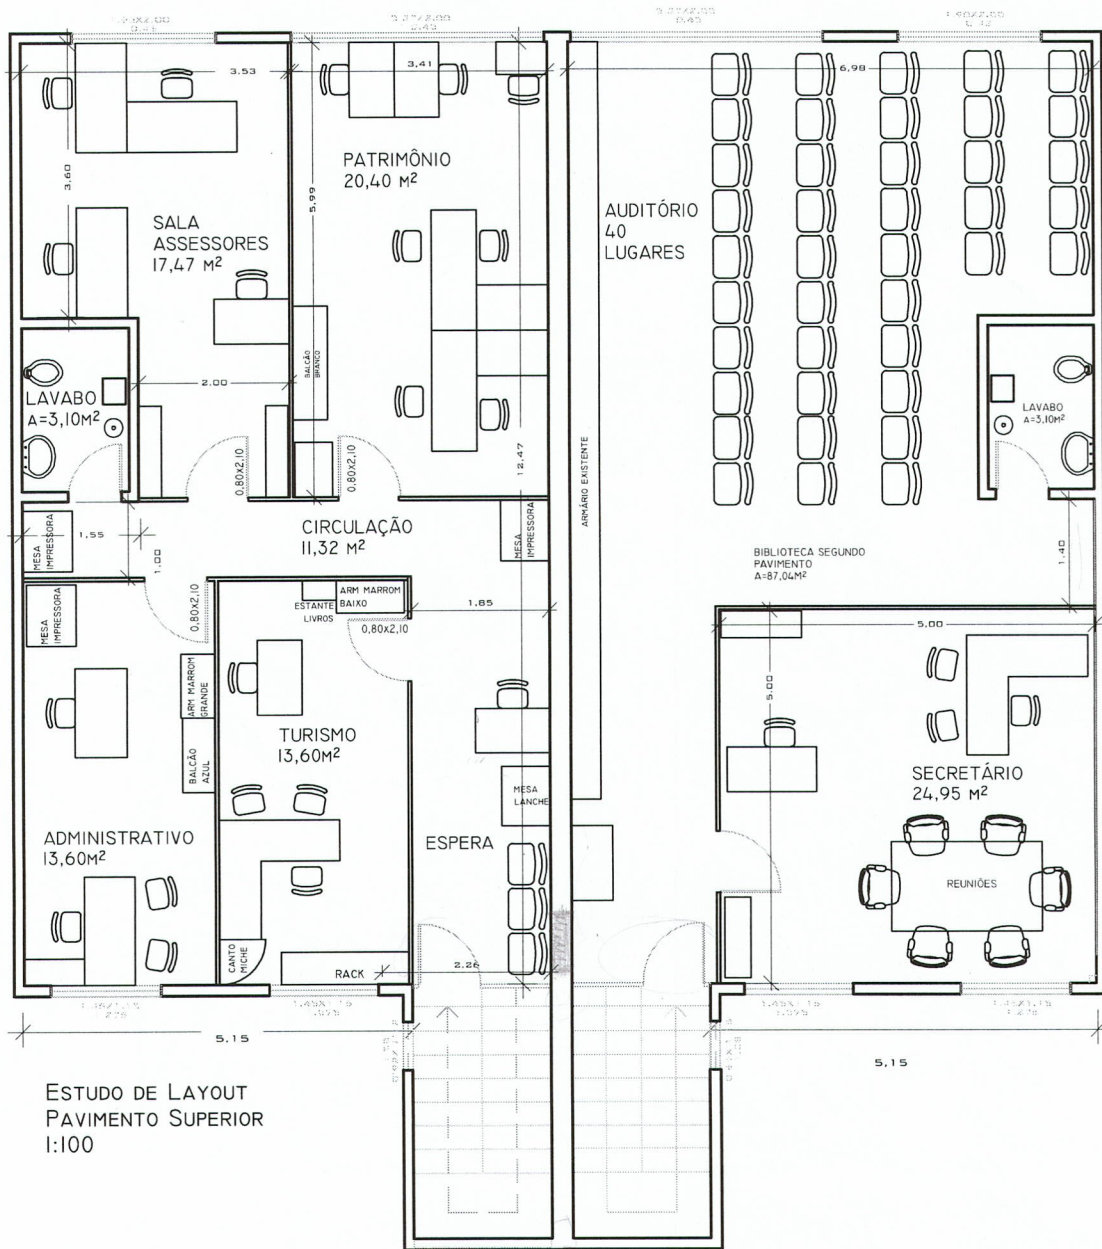 3,53
3,41
6,98
PATRIMÔNIO
20,40 M²
3,60
5,99
SALA
ASSESSORES
17,47 M²
AUDITÓRIO
40
LUGARES
BALCÃO
BRANCO
2,00
LAVABO
A=3,10M²
LAVABO
A=3,10M²
0,80X2,10
0,80X2,10
12,47
ARMÁRIO EXISTENTE
MESA
IMPRESSORA
1,55
1,00
CIRCULAÇÃO
11,32 M²
MESA
IMPRESSORA
BIBLIOTECA SEGUNDO
PAVIMENTO
A=87,04M²
1,40
MESA
IMPRESSORA
0,80X2,10
ESTANTE
LIVROS
ARM MARROM
BAIXO
0,80X2,10
1,85
5,00
5,00
ARM MARROM
GRANDE
BALCÃO
AZUL
TURISMO
13,60M²
MESA
LANCHE
SECRETÁRIO
24,95 M²
ADMINISTRATIVO
13,60M²
ESPERA
REUNIÕES
CANTO
MICHE
RACK
2,26
5,15
5,15
ESTUDO DE LAYOUT
PAVIMENTO SUPERIOR
1:100